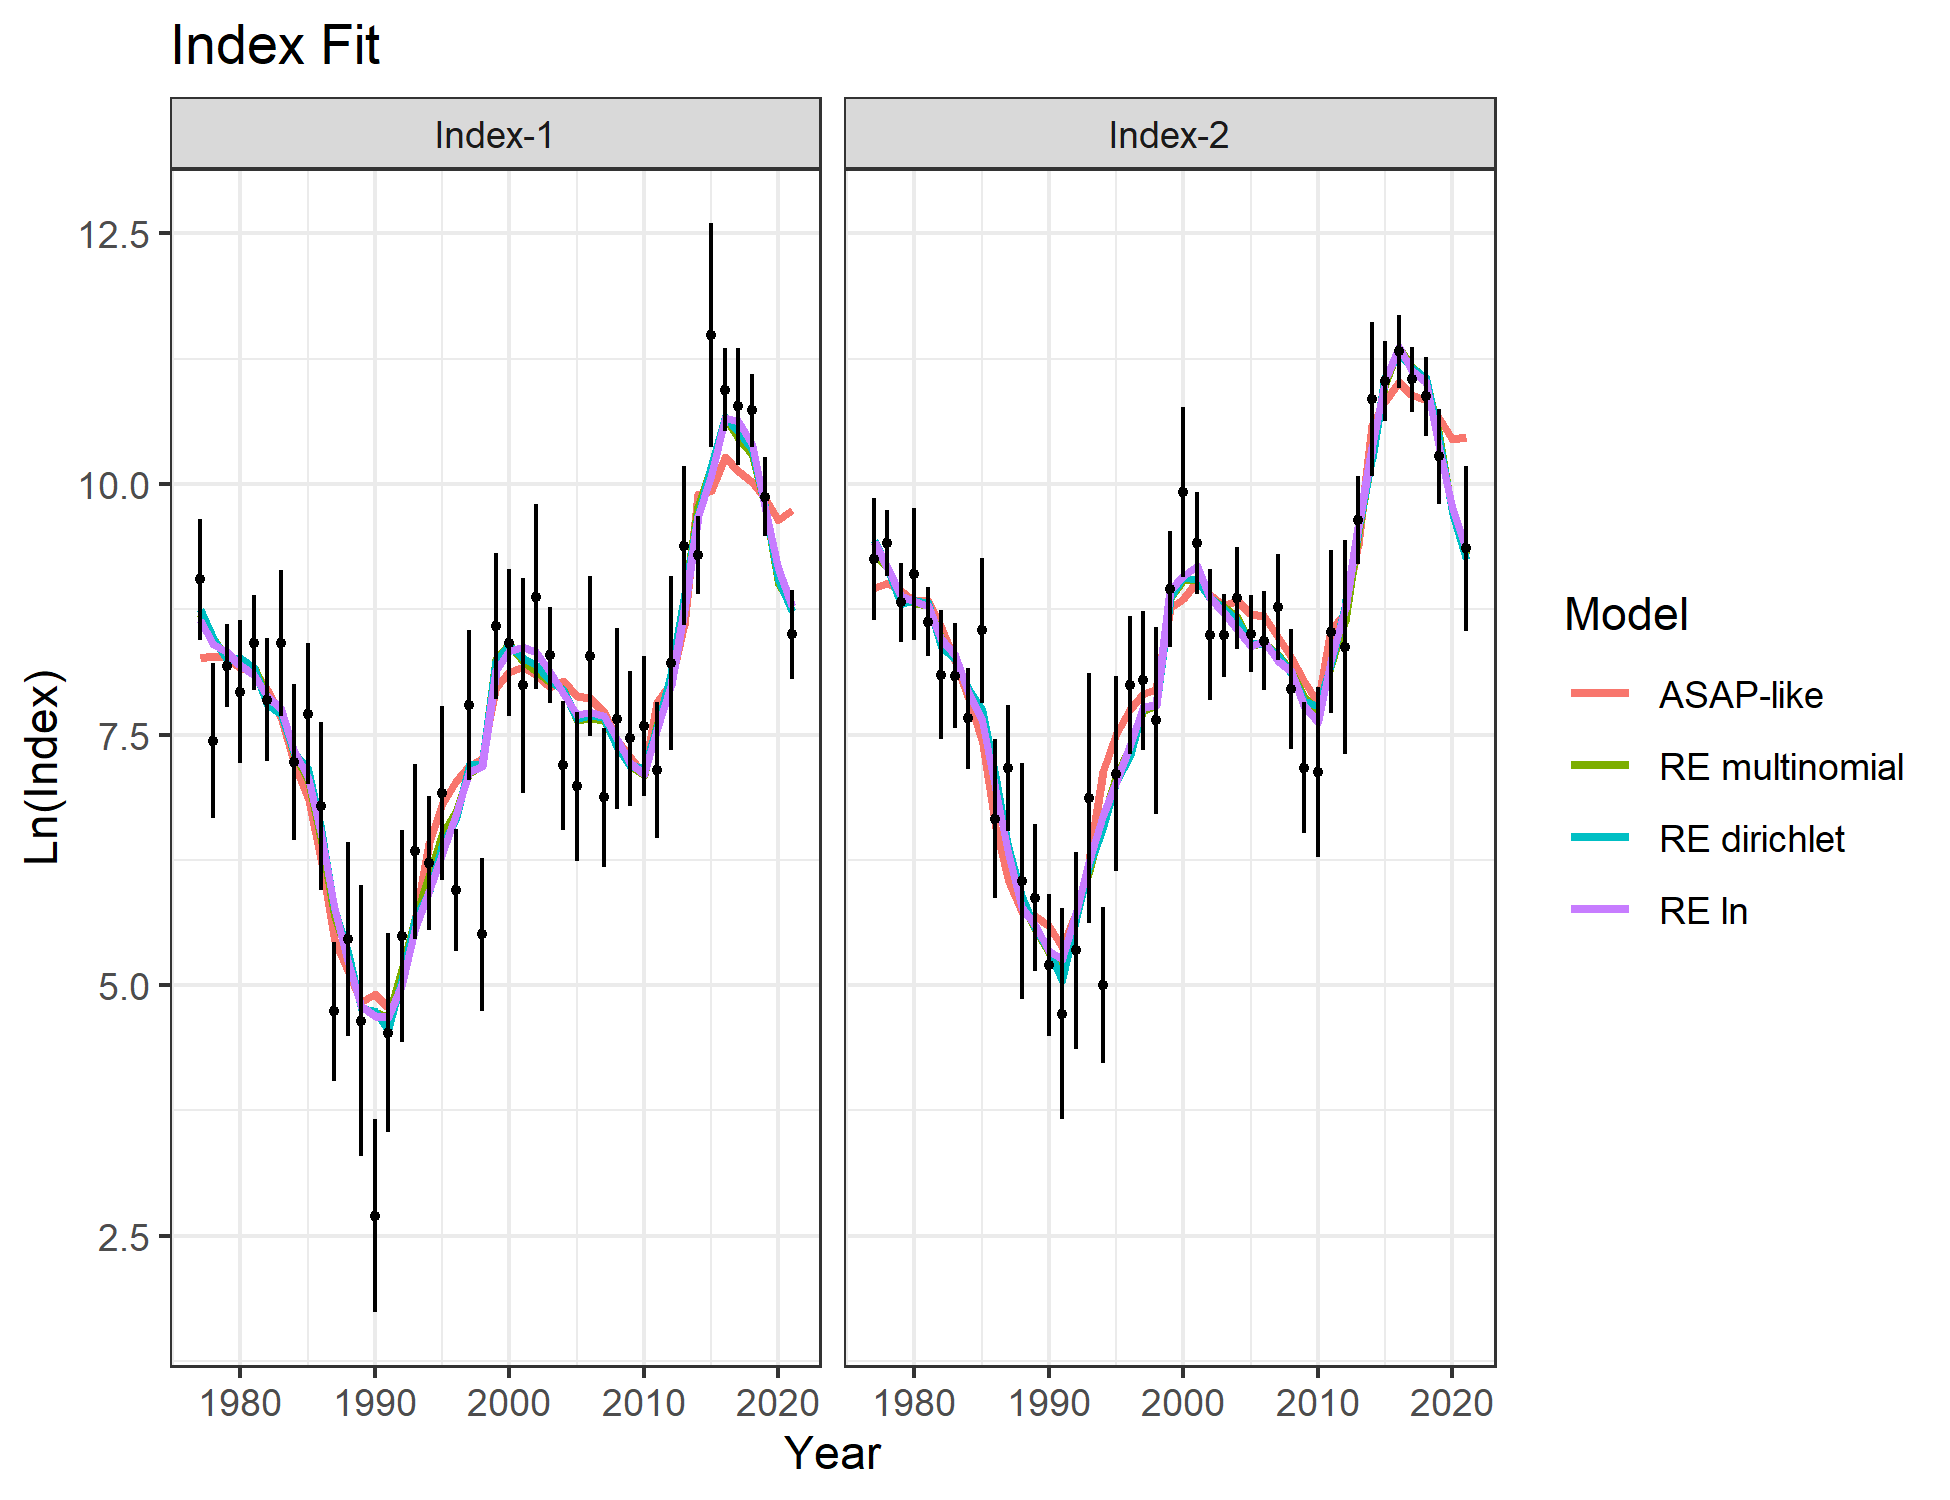 Index Fit
Index-1
Index-2
12.5
10.0
7.5
5.0
2.5
Ln(Index)
1980
1990
2000
2010
2020
1980
1990
2000
2010
2020
Year
Model
ASAP-like
RE multinomial
RE dirichlet
RE ln